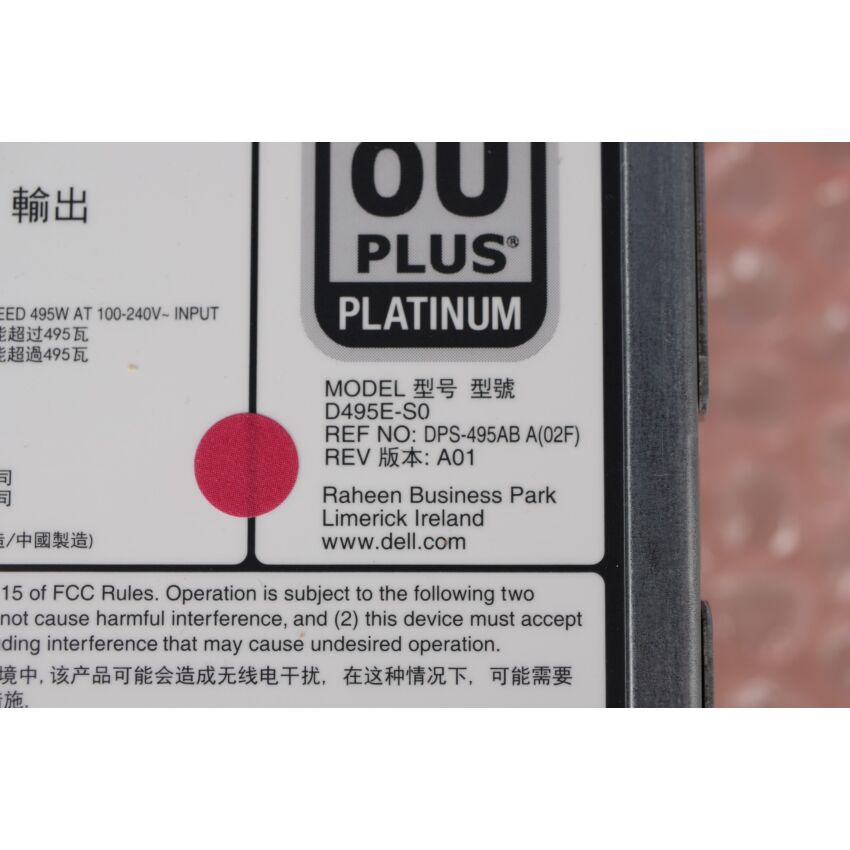 輸出
EED 495W AT 100-240V~ INPUT
能超过495瓦
能超過495瓦
司
司
造/中國製造)
PLUS®
PLATINUM
MODEL 型号 型號
D495E-S0
REF NO: DPS-495AB A(02F)
REV 版本: A01
Raheen Business Park
Limerick Ireland
www.dell.com
15 of FCC Rules. Operation is subject to the following two
not cause harmful interference, and (2) this device must accept
uding interference that may cause undesired operation.
境中, 该产品可能会造成无线电干扰, 在这种情况下, 可能需要
措施.